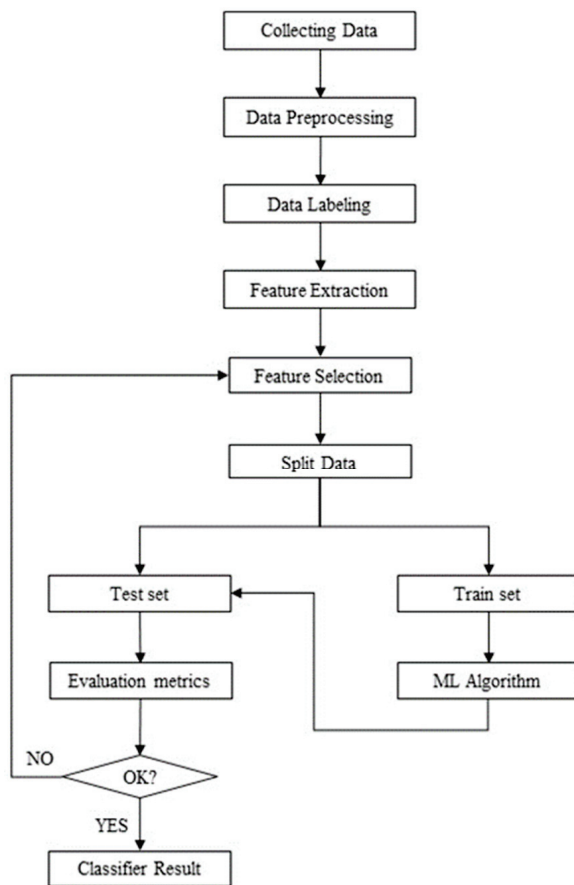 Collecting Data
Data Preprocessing
Data Labeling
Feature Extraction
Feature Selection
Split Data
Test set
Train set
Evaluation metrics
ML Algorithm
NO
OK?
YES
Classifier Result